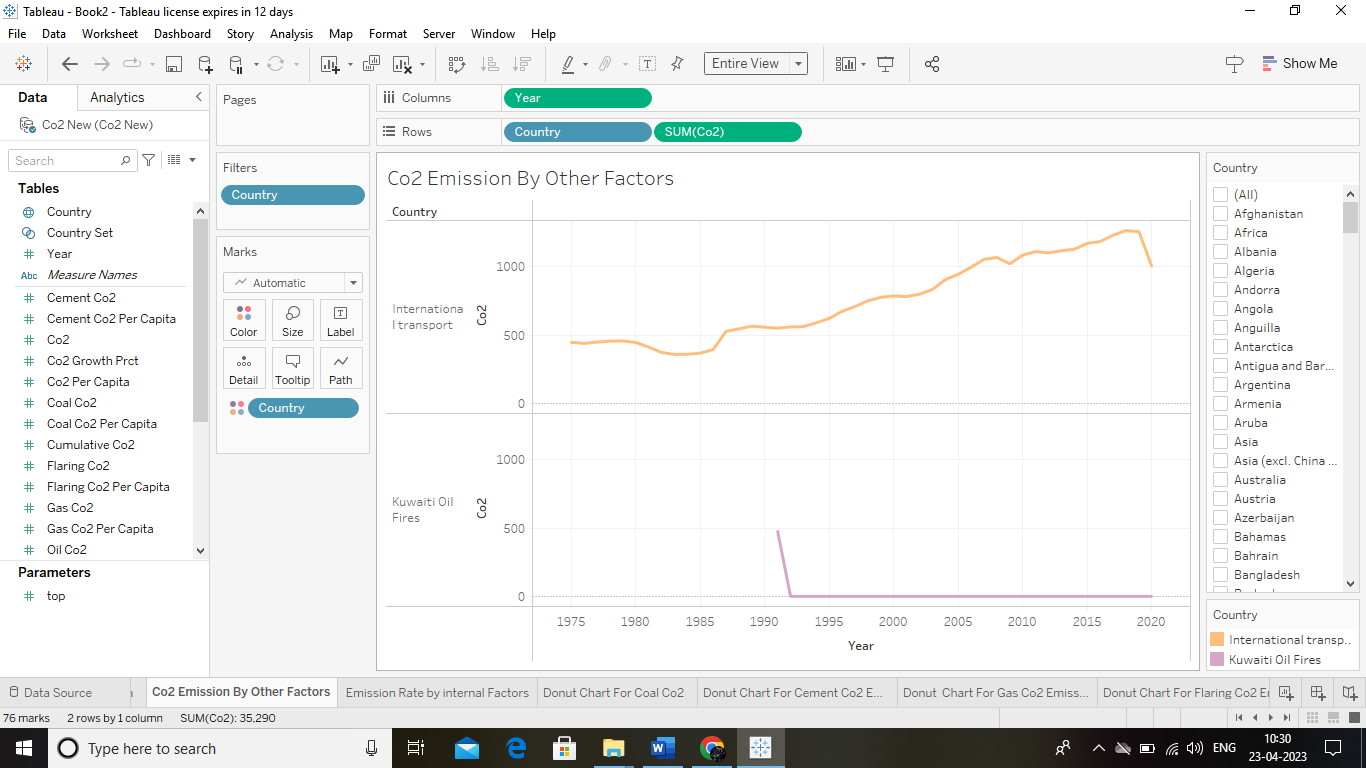 Tableau - Book2 - Tableau license expires in 12 days
File Data Worksheet Dashboard Story Analysis Map Format Server Window Help
Entire View
Show Me
Data Analytics
Co2 New (Co2 New)
Search
Tables
Country
Country Set
Year
Abc Measure Names
Cement Co2
Cement Co2 Per Capita
Co2
Co2 Growth Prct
Co2 Per Capita
Coal Co2
Coal Co2 Per Capita
Cumulative Co2
Flaring Co2
Flaring Co2 Per Capita
Gas Co2
Gas Co2 Per Capita
Oil Co2
Parameters
top
Pages
Filters
Country
Marks
Automatic
Color Size Label
Detail Tooltip Path
Country
Columns Year
Rows Country SUM(Co2)
Co2 Emission By Other Factors
Country
Internationa
l transport
Co2
1000
500
0
Kuwaiti Oil
Fires
Co2
1000
500
0
1975 1980 1985 1990 1995 2000 2005 2010 2015 2020
Year
Country
(All)
Afghanistan
Africa
Albania
Algeria
Andorra
Angola
Anguilla
Antarctica
Antigua and Bar...
Argentina
Armenia
Aruba
Asia
Asia (excl. China ...
Australia
Austria
Azerbaijan
Bahamas
Bahrain
Bangladesh
Country
International transp..
Kuwaiti Oil Fires
Data Source Co2 Emission By Other Factors Emission Rate by internal Factors Donut Chart For Coal Co2 Donut Chart For Cement Co2 E... Donut Chart For Gas Co2 Emiss... Donut Chart For Flaring Co2 Er
76 marks 2 rows by 1 column SUM(Co2): 35,290
Type here to search
ENG
10:30
23-04-2023